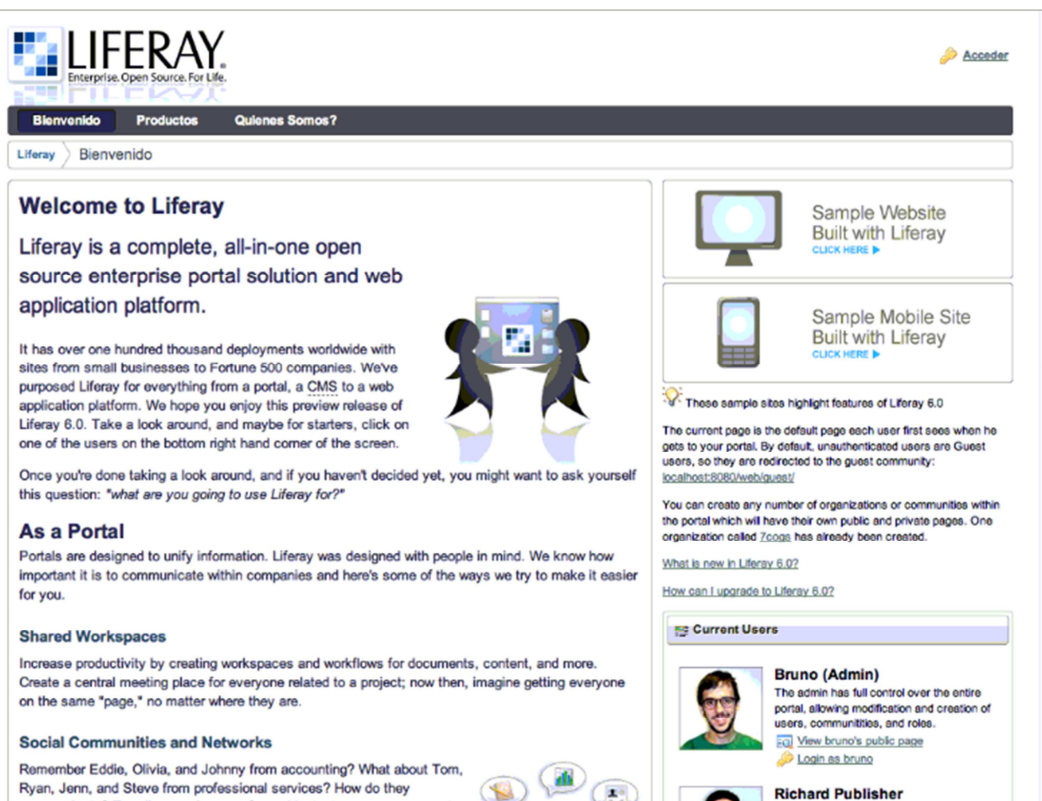 LIFERAY.
Enterprise. Open Source. For Life.
Acceder
Bienvenido Productos Quienes Somos?
Liferay Bienvenido
Welcome to Liferay
Liferay is a complete, all-in-one open
source enterprise portal solution and web
application platform.
It has over one hundred thousand deployments worldwide with
sites from small businesses to Fortune 500 companies. We've
purposed Liferay for everything from a portal, a CMS to a web
application platform. We hope you enjoy this preview release of
Liferay 6.0. Take a look around, and maybe for starters, click on
one of the users on the bottom right hand corner of the screen.
Once you're done taking a look around, and if you haven't decided yet, you might want to ask yourself
this question: "what are you going to use Liferay for?"
As a Portal
Portals are designed to unify information. Liferay was designed with people in mind. We know how
important it is to communicate within companies and here's some of the ways we try to make it easier
for you.
Shared Workspaces
Increase productivity by creating workspaces and workflows for documents, content, and more.
Create a central meeting place for everyone related to a project; now then, imagine getting everyone
on the same "page," no matter where they are.
Social Communities and Networks
Remember Eddie, Olivia, and Johnny from accounting? What about Tom,
Ryan, Jenn, and Steve from professional services? How do they
Sample Website
Built with Liferay
CLICK HERE
Sample Mobile Site
Built with Liferay
CLICK HERE
These sample sites highlight features of Liferay 6.0
The current page is the default page each user first sees when he
gets to your portal. By default, unauthenticated users are Guest
users, so they are redirected to the guest community:
localhost:8080/web/guest/
You can create any number of organizations or communities within
the portal which will have their own public and private pages. One
organization called 7cogs has already been created.
What is new in Liferay 6.0?
How can I upgrade to Liferay 6.0?
Current Users
Bruno (Admin)
The admin has full control over the entire
portal, allowing modification and creation of
users, communitities, and roles.
View bruno's public page
Login as bruno
Richard Publisher